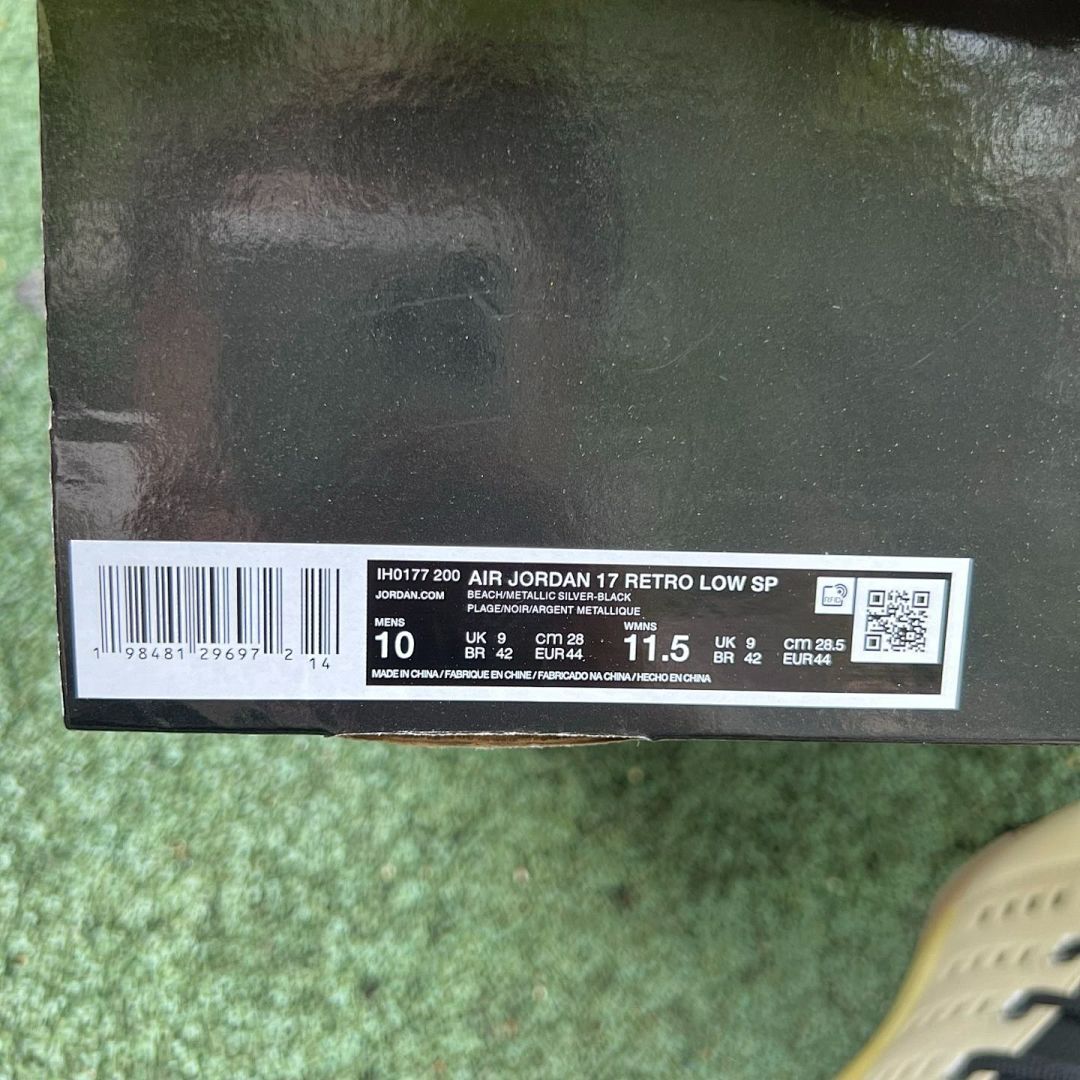 IH0177 200 AIR JORDAN 17 RETRO LOW SP
JORDAN.COM BEACH/METALLIC SILVER-BLACK
PLAGE/NOIR/ARGENT METALLIQUE
MENS
10
UK 9 cm 28
BR 42 EUR 44
WMNS
11.5
UK 9 cm 28.5
BR 42 EUR 44
MADE IN CHINA / FABRIQUE EN CHINE / FABRICADO NA CHINA / HECHO EN CHINA
RFID
1 98481 29697 2 14